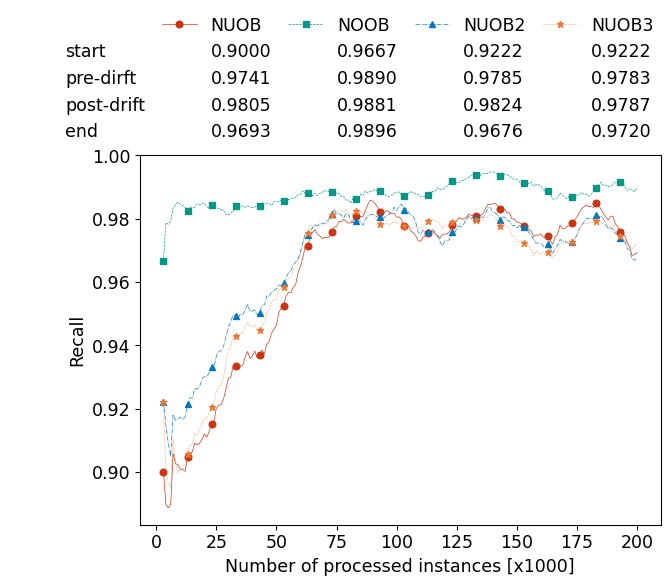 NUOB NOOB NUOB2 NUOB3
start 0.9000 0.9667 0.9222 0.9222
pre-dirft 0.9741 0.9890 0.9785 0.9783
post-drift 0.9805 0.9881 0.9824 0.9787
end 0.9693 0.9896 0.9676 0.9720
1.00
0.98
0.96
0.94
0.92
0.90
Recall
0 25 50 75 100 125 150 175 200
Number of processed instances [x1000]